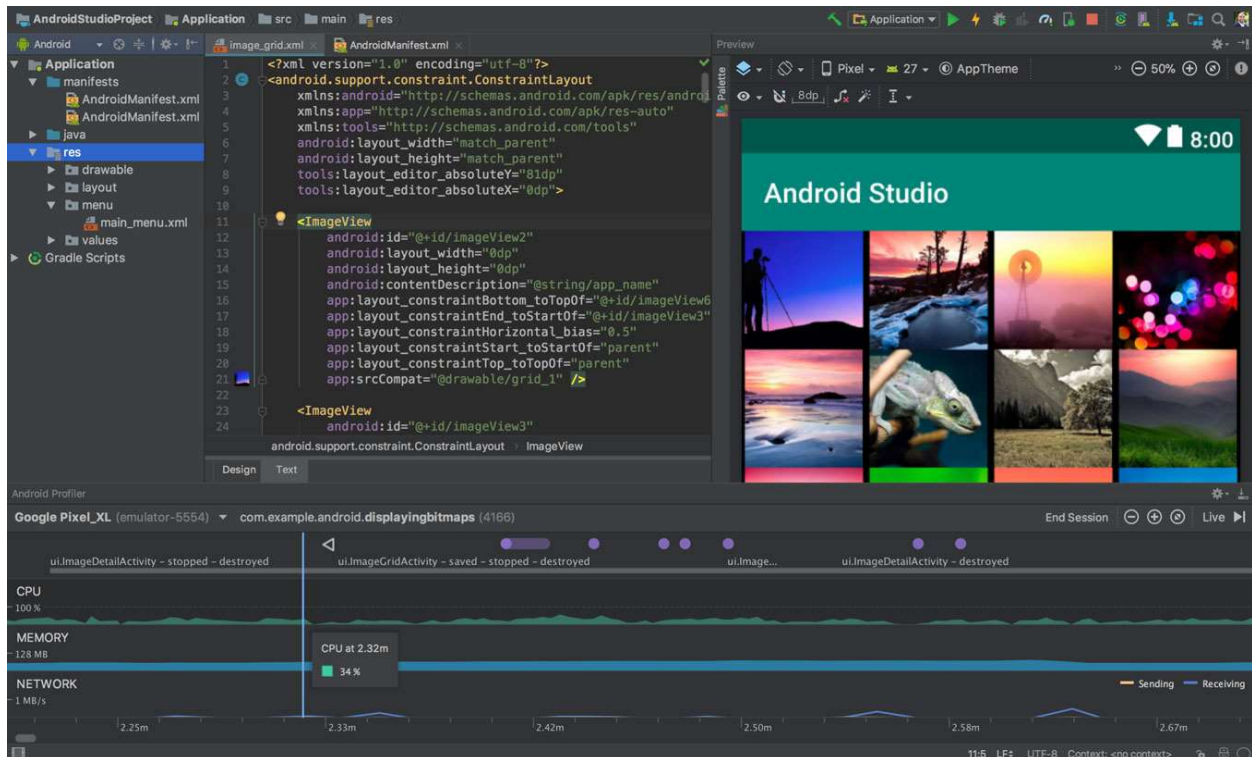 AndroidStudioProject Application src main res Application
Android image_grid.xml AndroidManifest.xml Preview
Application
manifests
AndroidManifest.xml
AndroidManifest.xml
java
res
drawable
layout
menu
main_menu.xml
values
Gradle Scripts
1 <?xml version="1.0" encoding="utf-8"?>
2 <android.support.constraint.ConstraintLayout
3 xmlns:android="http://schemas.android.com/apk/res/androi
4 xmlns:app="http://schemas.android.com/apk/res-auto"
5 xmlns:tools="http://schemas.android.com/tools"
6 android:layout_width="match_parent"
7 android:layout_height="match_parent"
8 tools:layout_editor_absoluteY="81dp"
9 tools:layout_editor_absoluteX="0dp">
10
11 <ImageView
12 android:id="@+id/imageView2"
13 android:layout_width="0dp"
14 android:layout_height="0dp"
15 android:contentDescription="@string/app_name"
16 app:layout_constraintBottom_toTopOf="@+id/imageView6
17 app:layout_constraintEnd_toStartOf="@+id/imageView3"
18 app:layout_constraintHorizontal_bias="0.5"
19 app:layout_constraintStart_toStartOf="parent"
20 app:layout_constraintTop_toTopOf="parent"
21 app:srcCompat="@drawable/grid_1" />
22
23 <ImageView
24 android:id="@+id/imageView3"
android.support.constraint.ConstraintLayout › ImageView
Design Text
Palette
Pixel 27 AppTheme » 50%
8dp
8:00
Android Studio
Android Profiler
Google Pixel_XL (emulator-5554) com.example.android.displayingbitmaps (4166) End Session Live
ui.ImageDetailActivity – stopped – destroyed ui.ImageGridActivity – saved – stopped – destroyed ui.Image... ui.ImageDetailActivity – destroyed
CPU
100 %
MEMORY
128 MB
CPU at 2.32m
34 %
NETWORK Sending Receiving
1 MB/s
2.25m 2.33m 2.42m 2.50m 2.58m 2.67m
11:5 LF÷ UTF-8 Context: <no context>